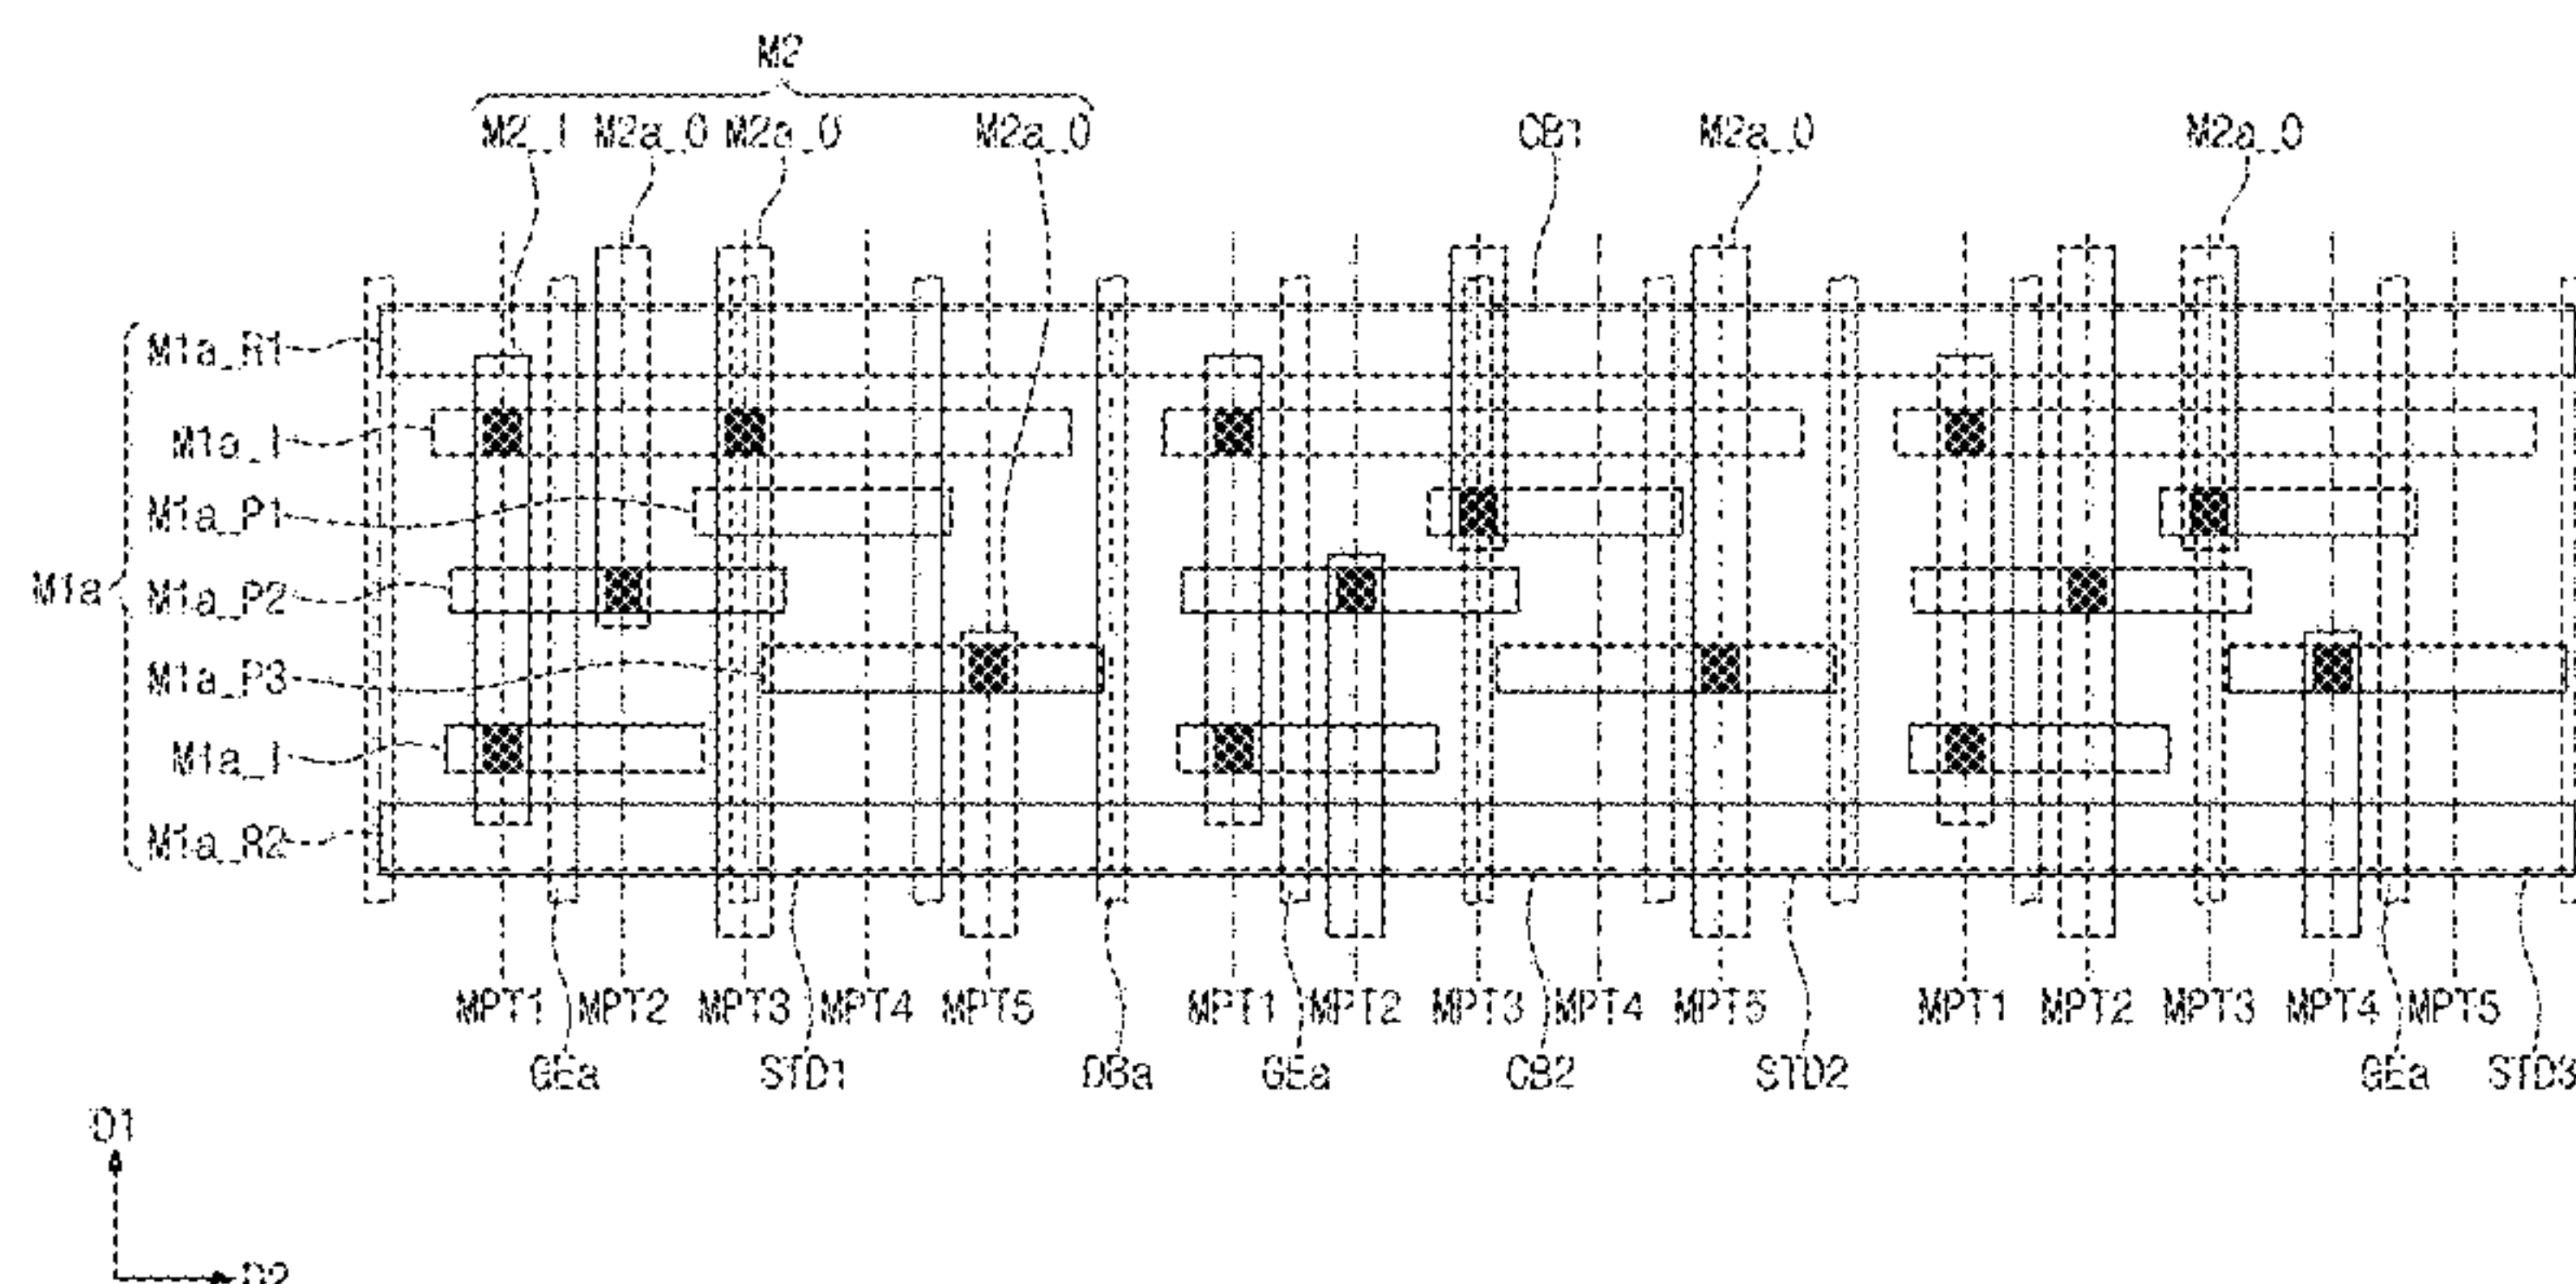 M2
M2_I M2a_O M2a_O M2a_O CB1 M2a_O M2a_O
M1a_R1
M1a_I
M1a_P1
M1a M1a_P2
M1a_P3
M1a_I
M1a_R2
MPT1 MPT2 MPT3 MPT4 MPT5 MPT1 MPT2 MPT3 MPT4 MPT5 MPT1 MPT2 MPT3 MPT4 MPT5
GEa STD1 DBa GEa CB2 STD2 GEa STD3
D1
D2